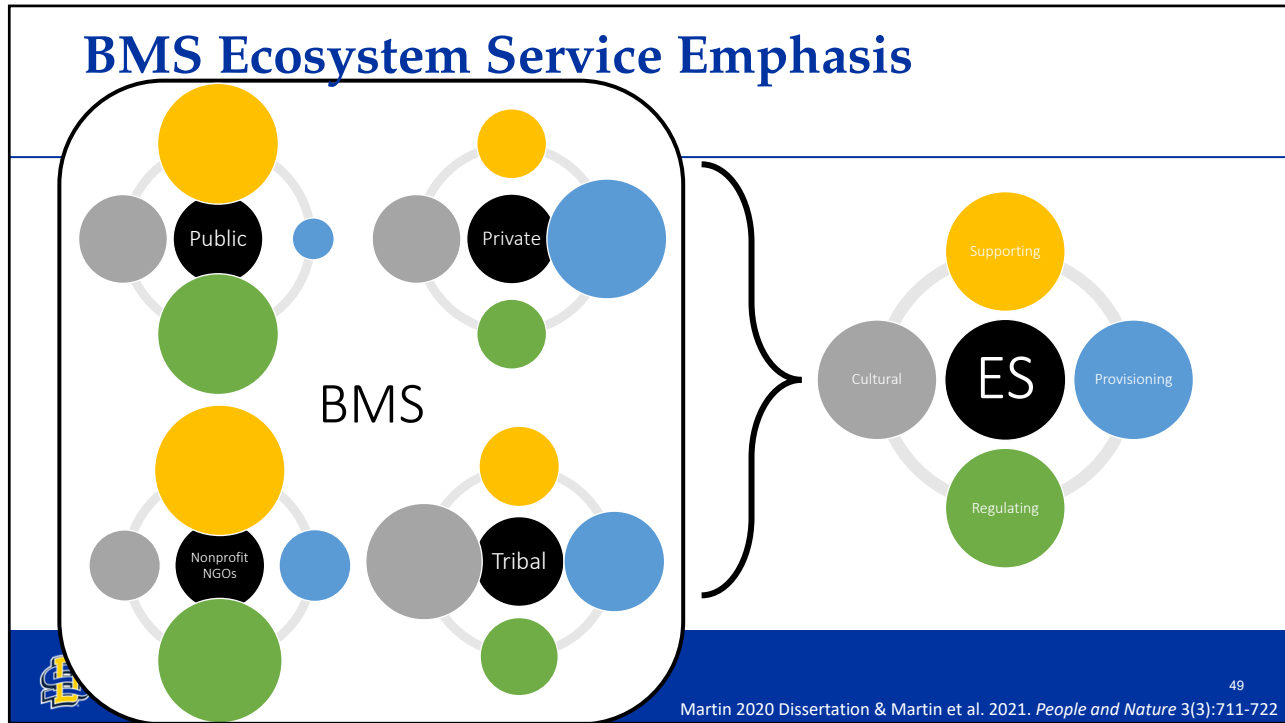 BMS Ecosystem Service Emphasis
Public
Private
BMS
Nonprofit
NGOs
Tribal
Supporting
Cultural
ES
Provisioning
Regulating
49
Martin 2020 Dissertation & Martin et al. 2021. People and Nature 3(3):711-722